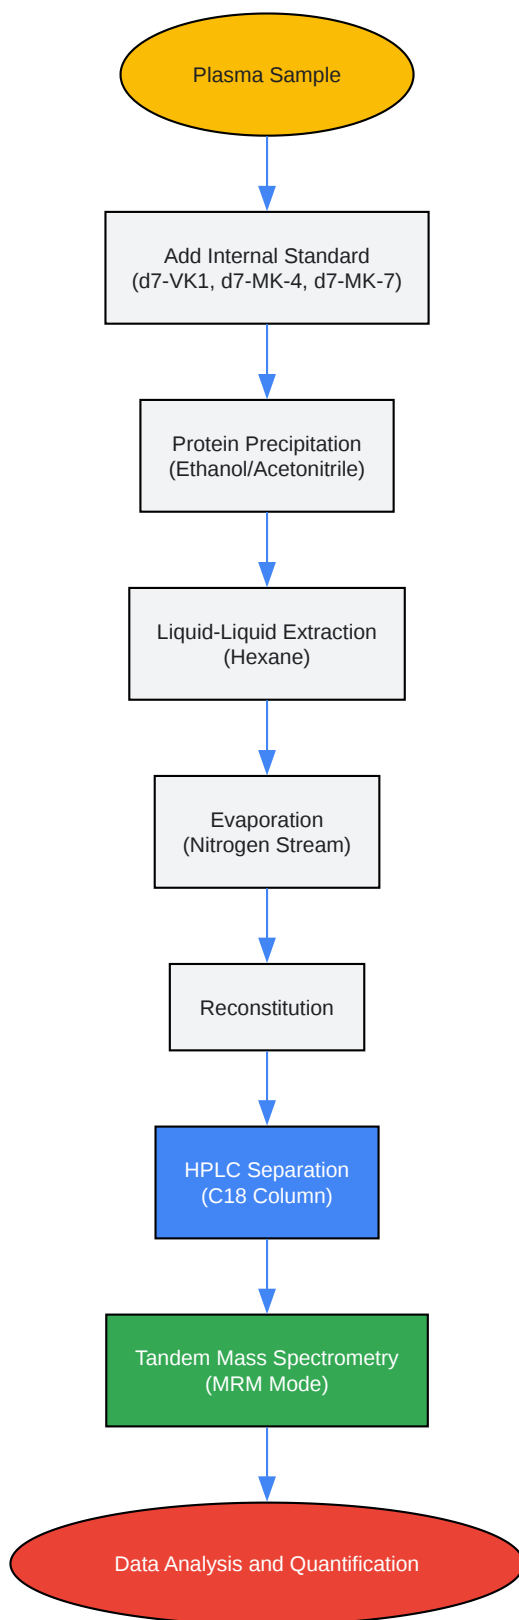 Plasma Sample
Add Internal Standard
(d7-VK1, d7-MK-4, d7-MK-7)
Protein Precipitation
(Ethanol/Acetonitrile)
Liquid-Liquid Extraction
(Hexane)
Evaporation
(Nitrogen Stream)
Reconstitution
HPLC Separation
(C18 Column)
Tandem Mass Spectrometry
(MRM Mode)
Data Analysis and Quantification